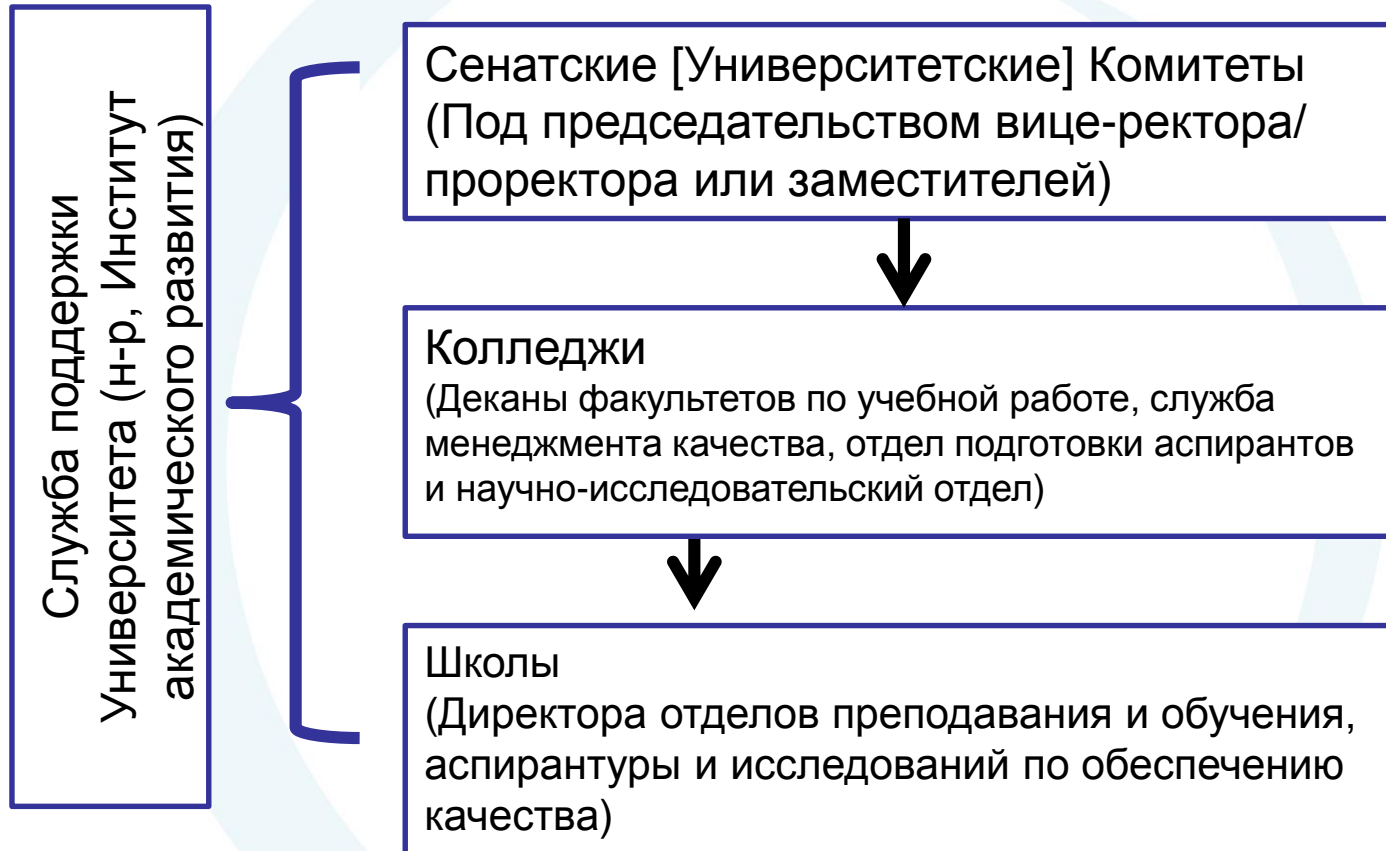 Служба поддержки
Университета (н-р, Институт
академического развития)
Сенатские [Университетские] Комитеты
(Под председательством вице-ректора/
проректора или заместителей)
Колледжи
(Деканы факультетов по учебной работе, служба
менеджмента качества, отдел подготовки аспирантов
и научно-исследовательский отдел)
Школы
(Директора отделов преподавания и обучения,
аспирантуры и исследований по обеспечению
качества)